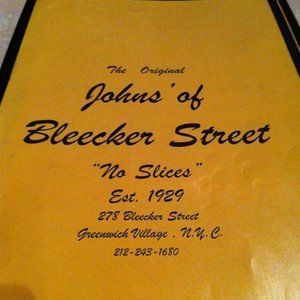 The Original
Johns' of
Bleecker Street
"No Slices"
Est. 1929
278 Bleecker Street
Greenwich Village, N.Y.C.
212-243-1680